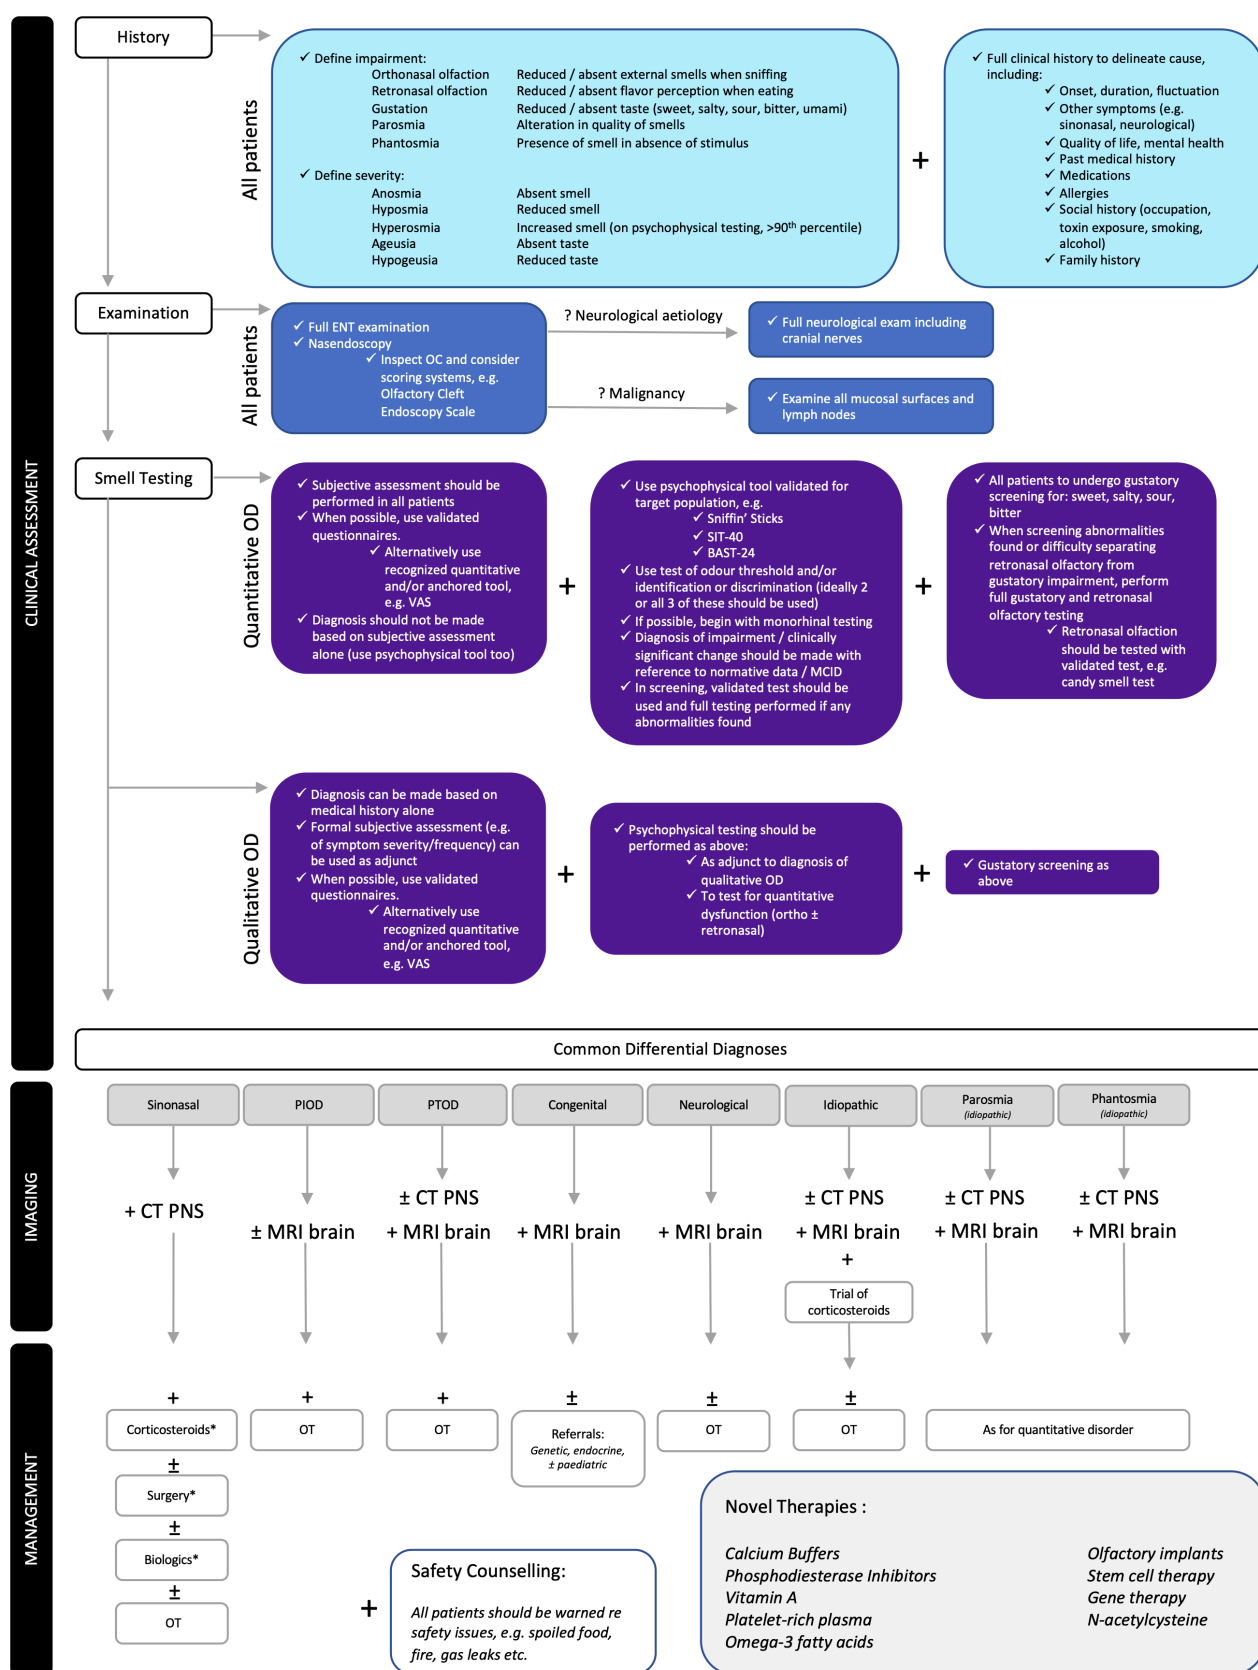 CLINICAL ASSESSMENT
History
All patients
✓ Define impairment:
Orthonasal olfaction Reduced / absent external smells when sniffing
Retronasal olfaction Reduced / absent flavor perception when eating
Gustation Reduced / absent taste (sweet, salty, sour, bitter, umami)
Parosmia Alteration in quality of smells
Phantosmia Presence of smell in absence of stimulus
✓ Define severity:
Anosmia Absent smell
Hyposmia Reduced smell
Hyperosmia Increased smell (on psychophysical testing, >90th percentile)
Ageusia Absent taste
Hypogeusia Reduced taste
+
✓ Full clinical history to delineate cause,
including:
✓ Onset, duration, fluctuation
✓ Other symptoms (e.g.
sinonasal, neurological)
✓ Quality of life, mental health
✓ Past medical history
✓ Medications
✓ Allergies
✓ Social history (occupation,
toxin exposure, smoking,
alcohol)
✓ Family history
Examination
All patients
✓ Full ENT examination
✓ Nasendoscopy
✓ Inspect OC and consider
scoring systems, e.g.
Olfactory Cleft
Endoscopy Scale
? Neurological aetiology
✓ Full neurological exam including
cranial nerves
? Malignancy
✓ Examine all mucosal surfaces and
lymph nodes
Smell Testing
Quantitative OD
✓ Subjective assessment should be
performed in all patients
✓ When possible, use validated
questionnaires.
✓ Alternatively use
recognized quantitative
and/or anchored tool,
e.g. VAS
✓ Diagnosis should not be made
based on subjective assessment
alone (use psychophysical tool too)
+
✓ Use psychophysical tool validated for
target population, e.g.
✓ Sniffin’ Sticks
✓ SIT-40
✓ BAST-24
✓ Use test of odour threshold and/or
identification or discrimination (ideally 2
or all 3 of these should be used)
✓ If possible, begin with monorhinal testing
✓ Diagnosis of impairment / clinically
significant change should be made with
reference to normative data / MCID
✓ In screening, validated test should be
used and full testing performed if any
abnormalities found
+
✓ All patients to undergo gustatory
screening for: sweet, salty, sour,
bitter
✓ When screening abnormalities
found or difficulty separating
retronasal olfactory from
gustatory impairment, perform
full gustatory and retronasal
olfactory testing
✓ Retronasal olfaction
should be tested with
validated test, e.g.
candy smell test
Qualitative OD
✓ Diagnosis can be made based on
medical history alone
✓ Formal subjective assessment (e.g.
of symptom severity/frequency) can
be used as adjunct
✓ When possible, use validated
questionnaires.
✓ Alternatively use
recognized quantitative
and/or anchored tool,
e.g. VAS
+
✓ Psychophysical testing should be
performed as above:
✓ As adjunct to diagnosis of
qualitative OD
✓ To test for quantitative
dysfunction (ortho ±
retronasal)
+
✓ Gustatory screening as
above
Common Differential Diagnoses
IMAGING
Sinonasal PIOD PTOD Congenital Neurological Idiopathic Parosmia Phantosmia
(idiopathic) (idiopathic)
± CT PNS ± CT PNS ± CT PNS ± CT PNS
+ CT PNS
± MRI brain + MRI brain + MRI brain + MRI brain + MRI brain + MRI brain + MRI brain
+
Trial of
corticosteroids
MANAGEMENT
+ + + ± ± ±
Corticosteroids* OT OT Referrals: OT OT As for quantitative disorder
Genetic, endocrine,
± paediatric
±
Surgery*
±
Biologics*
±
OT
+
Safety Counselling:
All patients should be warned re
safety issues, e.g. spoiled food,
fire, gas leaks etc.
Novel Therapies :
Calcium Buffers Olfactory implants
Phosphodiesterase Inhibitors Stem cell therapy
Vitamin A Gene therapy
Platelet-rich plasma N-acetylcysteine
Omega-3 fatty acids